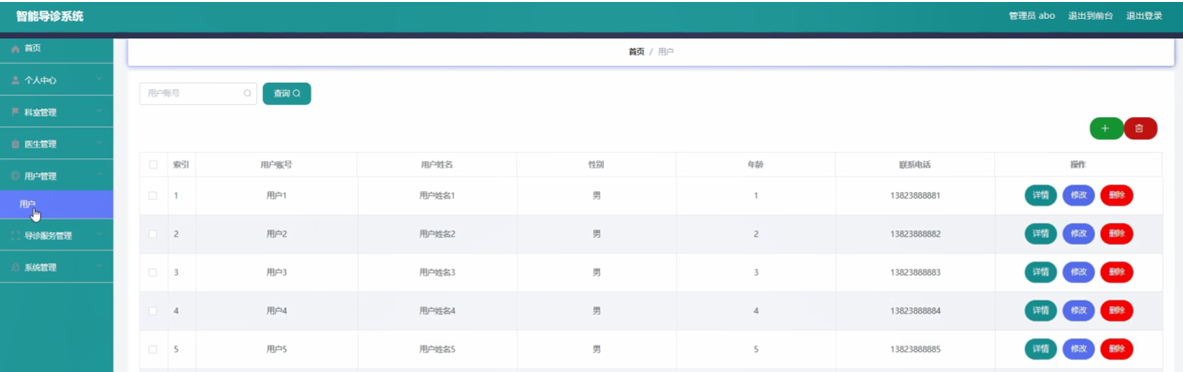 智能导诊系统
管理员 abo 退出到前台 退出登录
首页
个人中心
科室管理
医生管理
用户管理
用户
导诊服务管理
系统管理
首页 / 用户
用户账号 查询
索引 用户账号 用户姓名 性别 年龄 联系电话 操作
1 用户1 用户姓名1 男 1 13823888881 详情 修改 删除
2 用户2 用户姓名2 男 2 13823888882 详情 修改 删除
3 用户3 用户姓名3 男 3 13823888883 详情 修改 删除
4 用户4 用户姓名4 男 4 13823888884 详情 修改 删除
5 用户5 用户姓名5 男 5 13823888885 详情 修改 删除